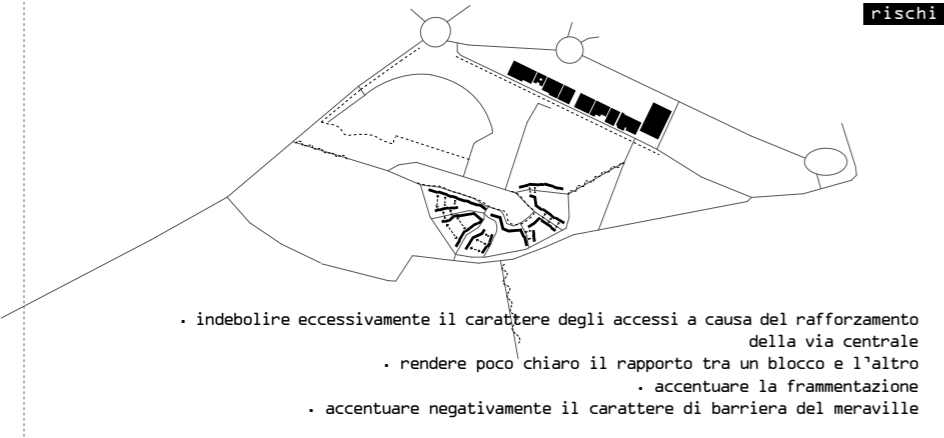 rischi
. indebolire eccessivamente il carattere degli accessi a causa del rafforzamento
della via centrale
. rendere poco chiaro il rapporto tra un blocco e l'altro
. accentuare la frammentazione
. accentuare negativamente il carattere di barriera del meraville